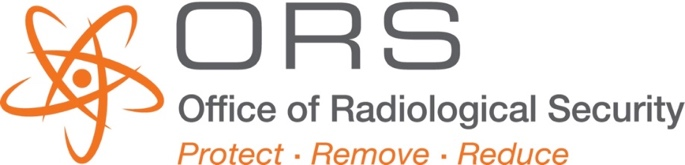 ORS
Office of Radiological Security
Protect · Remove · Reduce